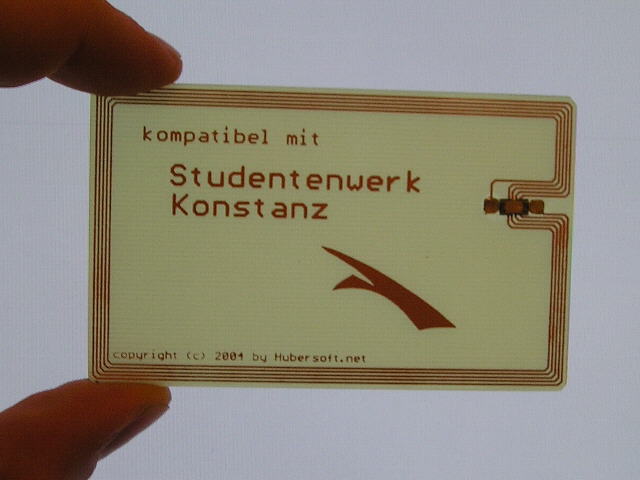 kompatibel mit
Studentenwerk
Konstanz
copyright (c) 2004 by Hubersoft.net